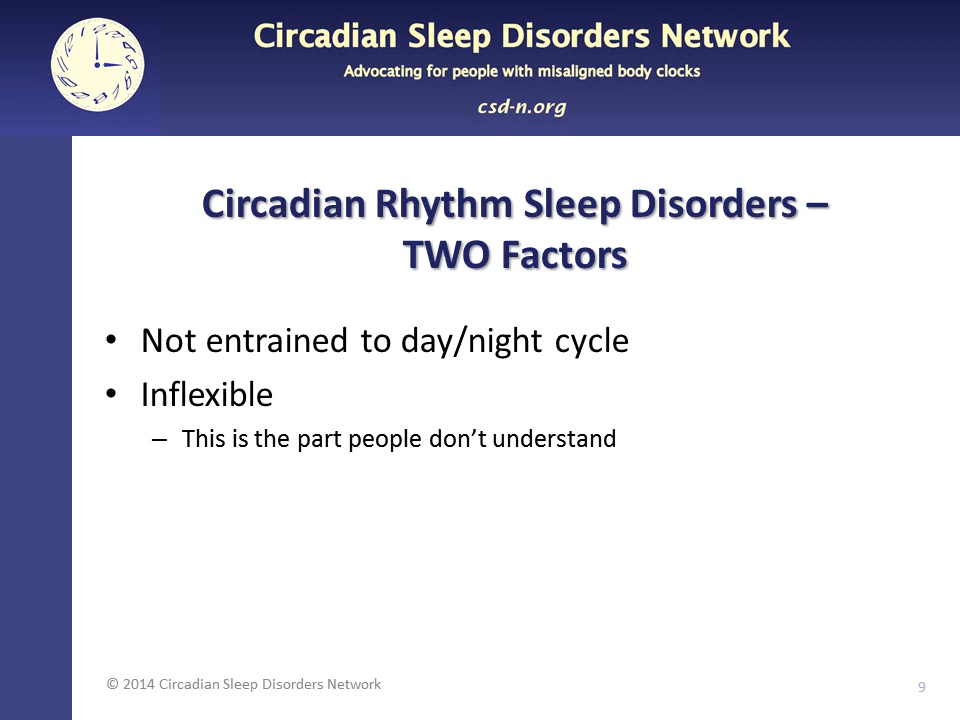 Circadian Sleep Disorders Network
Advocating for people with misaligned body clocks
csd-n.org
Circadian Rhythm Sleep Disorders –
TWO Factors
• Not entrained to day/night cycle
• Inflexible
– This is the part people don’t understand
© 2014 Circadian Sleep Disorders Network
9